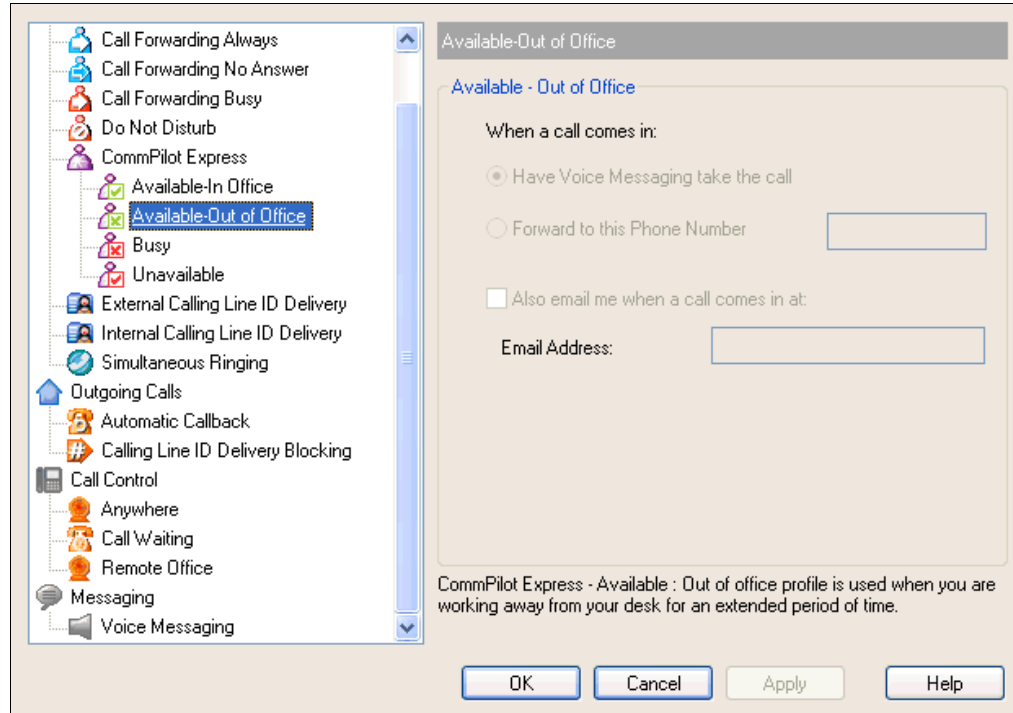 Call Forwarding Always
Call Forwarding No Answer
Call Forwarding Busy
Do Not Disturb
CommPilot Express
Available-In Office
Available-Out of Office
Busy
Unavailable
External Calling Line ID Delivery
Internal Calling Line ID Delivery
Simultaneous Ringing
Outgoing Calls
Automatic Callback
Calling Line ID Delivery Blocking
Call Control
Anywhere
Call Waiting
Remote Office
Messaging
Voice Messaging
Available-Out of Office
Available - Out of Office
When a call comes in:
Have Voice Messaging take the call
Forward to this Phone Number
Also email me when a call comes in at:
Email Address:
CommPilot Express - Available : Out of office profile is used when you are
working away from your desk for an extended period of time.
OK
Cancel
Apply
Help